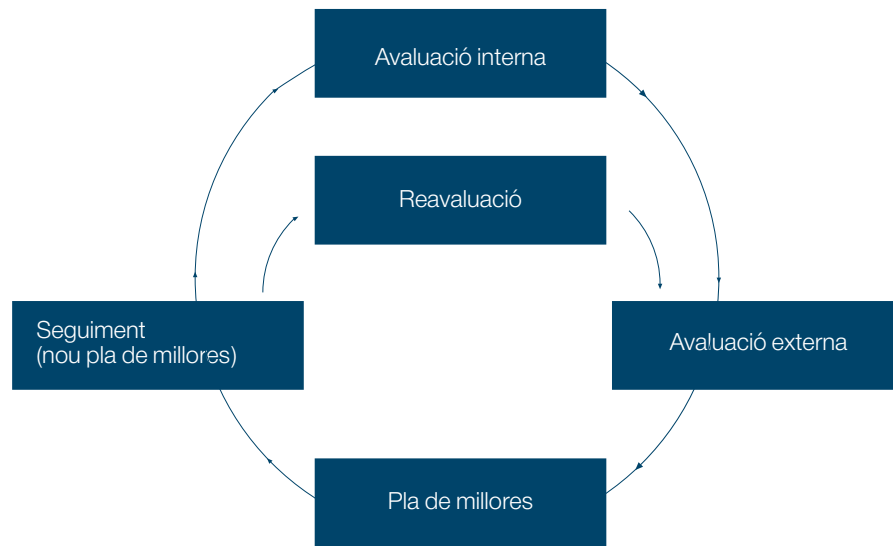 Avaluació interna
Reavaluació
Seguiment
(nou pla de millores)
Avaluació externa
Pla de millores